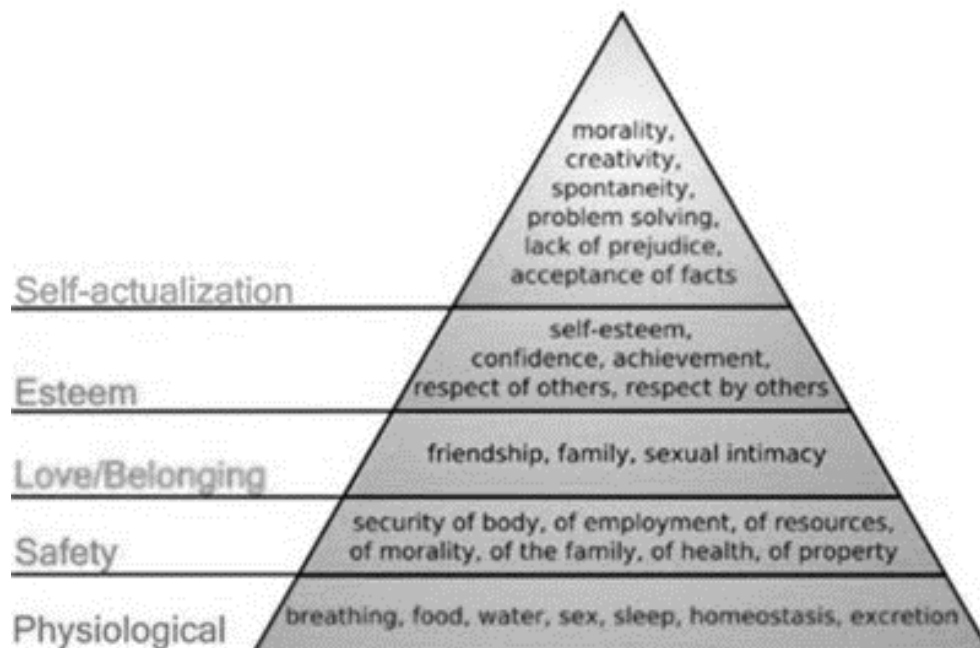 morality,
creativity,
spontaneity,
problem solving,
lack of prejudice,
acceptance of facts
Self-actualization
self-esteem,
confidence, achievement,
respect of others, respect by others
Esteem
friendship, family, sexual intimacy
Love/Belonging
security of body, of employment, of resources,
of morality, of the family, of health, of property
Safety
breathing, food, water, sex, sleep, homeostasis, excretion
Physiological